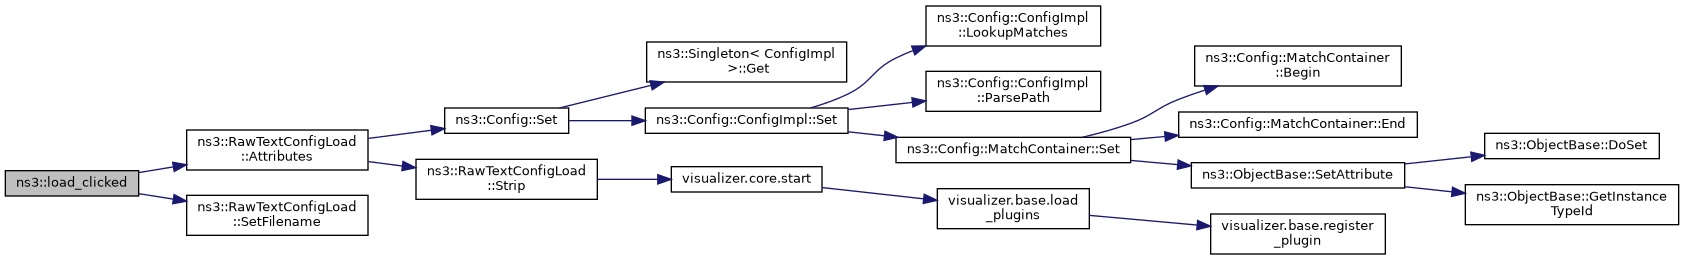 ns3::load_clicked
ns3::RawTextConfigLoad
::Attributes
ns3::RawTextConfigLoad
::SetFilename
ns3::Config::Set
ns3::RawTextConfigLoad
::Strip
ns3::Singleton< ConfigImpl
>::Get
ns3::Config::ConfigImpl::Set
visualizer.core.start
ns3::Config::ConfigImpl
::LookupMatches
ns3::Config::ConfigImpl
::ParsePath
ns3::Config::MatchContainer::Set
visualizer.base.load
_plugins
ns3::Config::MatchContainer
::Begin
ns3::Config::MatchContainer::End
ns3::ObjectBase::SetAttribute
visualizer.base.register
_plugin
ns3::ObjectBase::DoSet
ns3::ObjectBase::GetInstance
TypeId